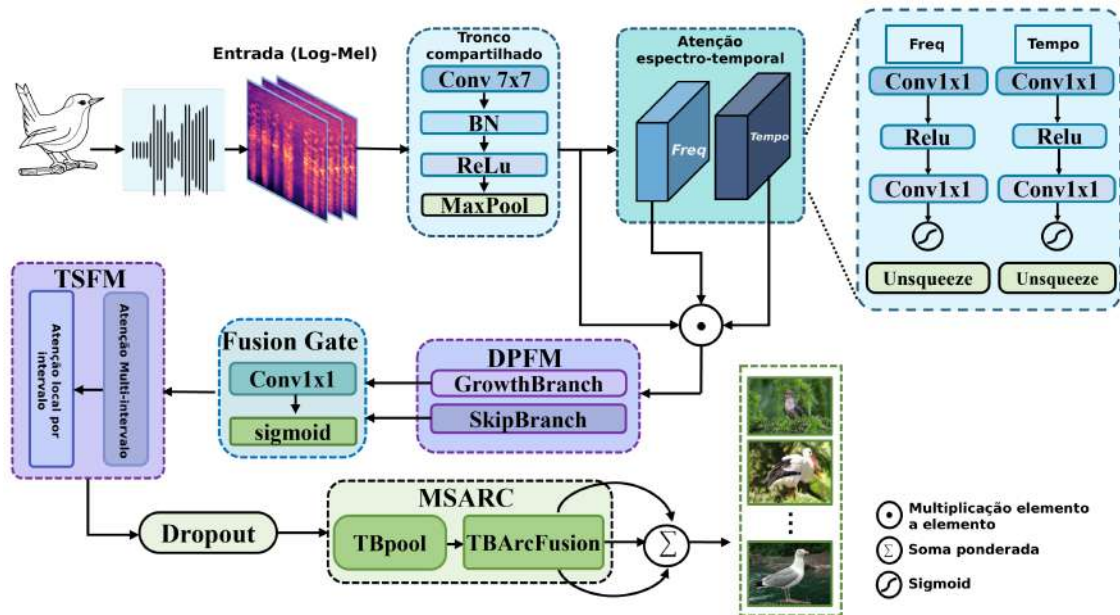 Entrada (Log-Mel)
Tronco
compartilhado
Conv 7x7
BN
ReLu
MaxPool
Atenção
espectro-temporal
Freq
Tempo
Freq
Tempo
Conv1x1
Conv1x1
Relu
Relu
Conv1x1
Conv1x1
Unsqueeze
Unsqueeze
TSFM
Atenção local por
intervalo
Atenção Multi-intervalo
Fusion Gate
Conv1x1
sigmoid
DPFM
GrowthBranch
SkipBranch
Dropout
MSARC
TBpool
TBArcFusion
Σ
Multiplicação elemento
a elemento
Σ
Soma ponderada
Sigmoid